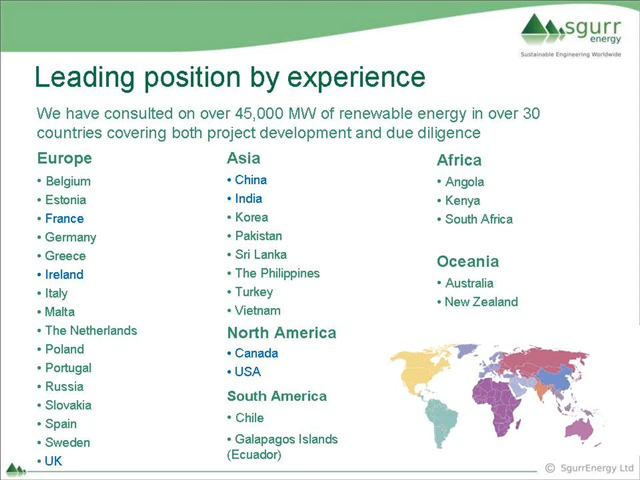 sgurr
energy
Sustainable Engineering Worldwide
Leading position by experience
We have consulted on over 45,000 MW of renewable energy in over 30
countries covering both project development and due diligence
Europe
• Belgium
• Estonia
• France
• Germany
• Greece
• Ireland
• Italy
• Malta
• The Netherlands
• Poland
• Portugal
• Russia
• Slovakia
• Spain
• Sweden
• UK
Asia
• China
• India
• Korea
• Pakistan
• Sri Lanka
• The Philippines
• Turkey
• Vietnam
North America
• Canada
• USA
South America
• Chile
• Galapagos Islands
(Ecuador)
Africa
• Angola
• Kenya
• South Africa
Oceania
• Australia
• New Zealand
© SgurrEnergy Ltd